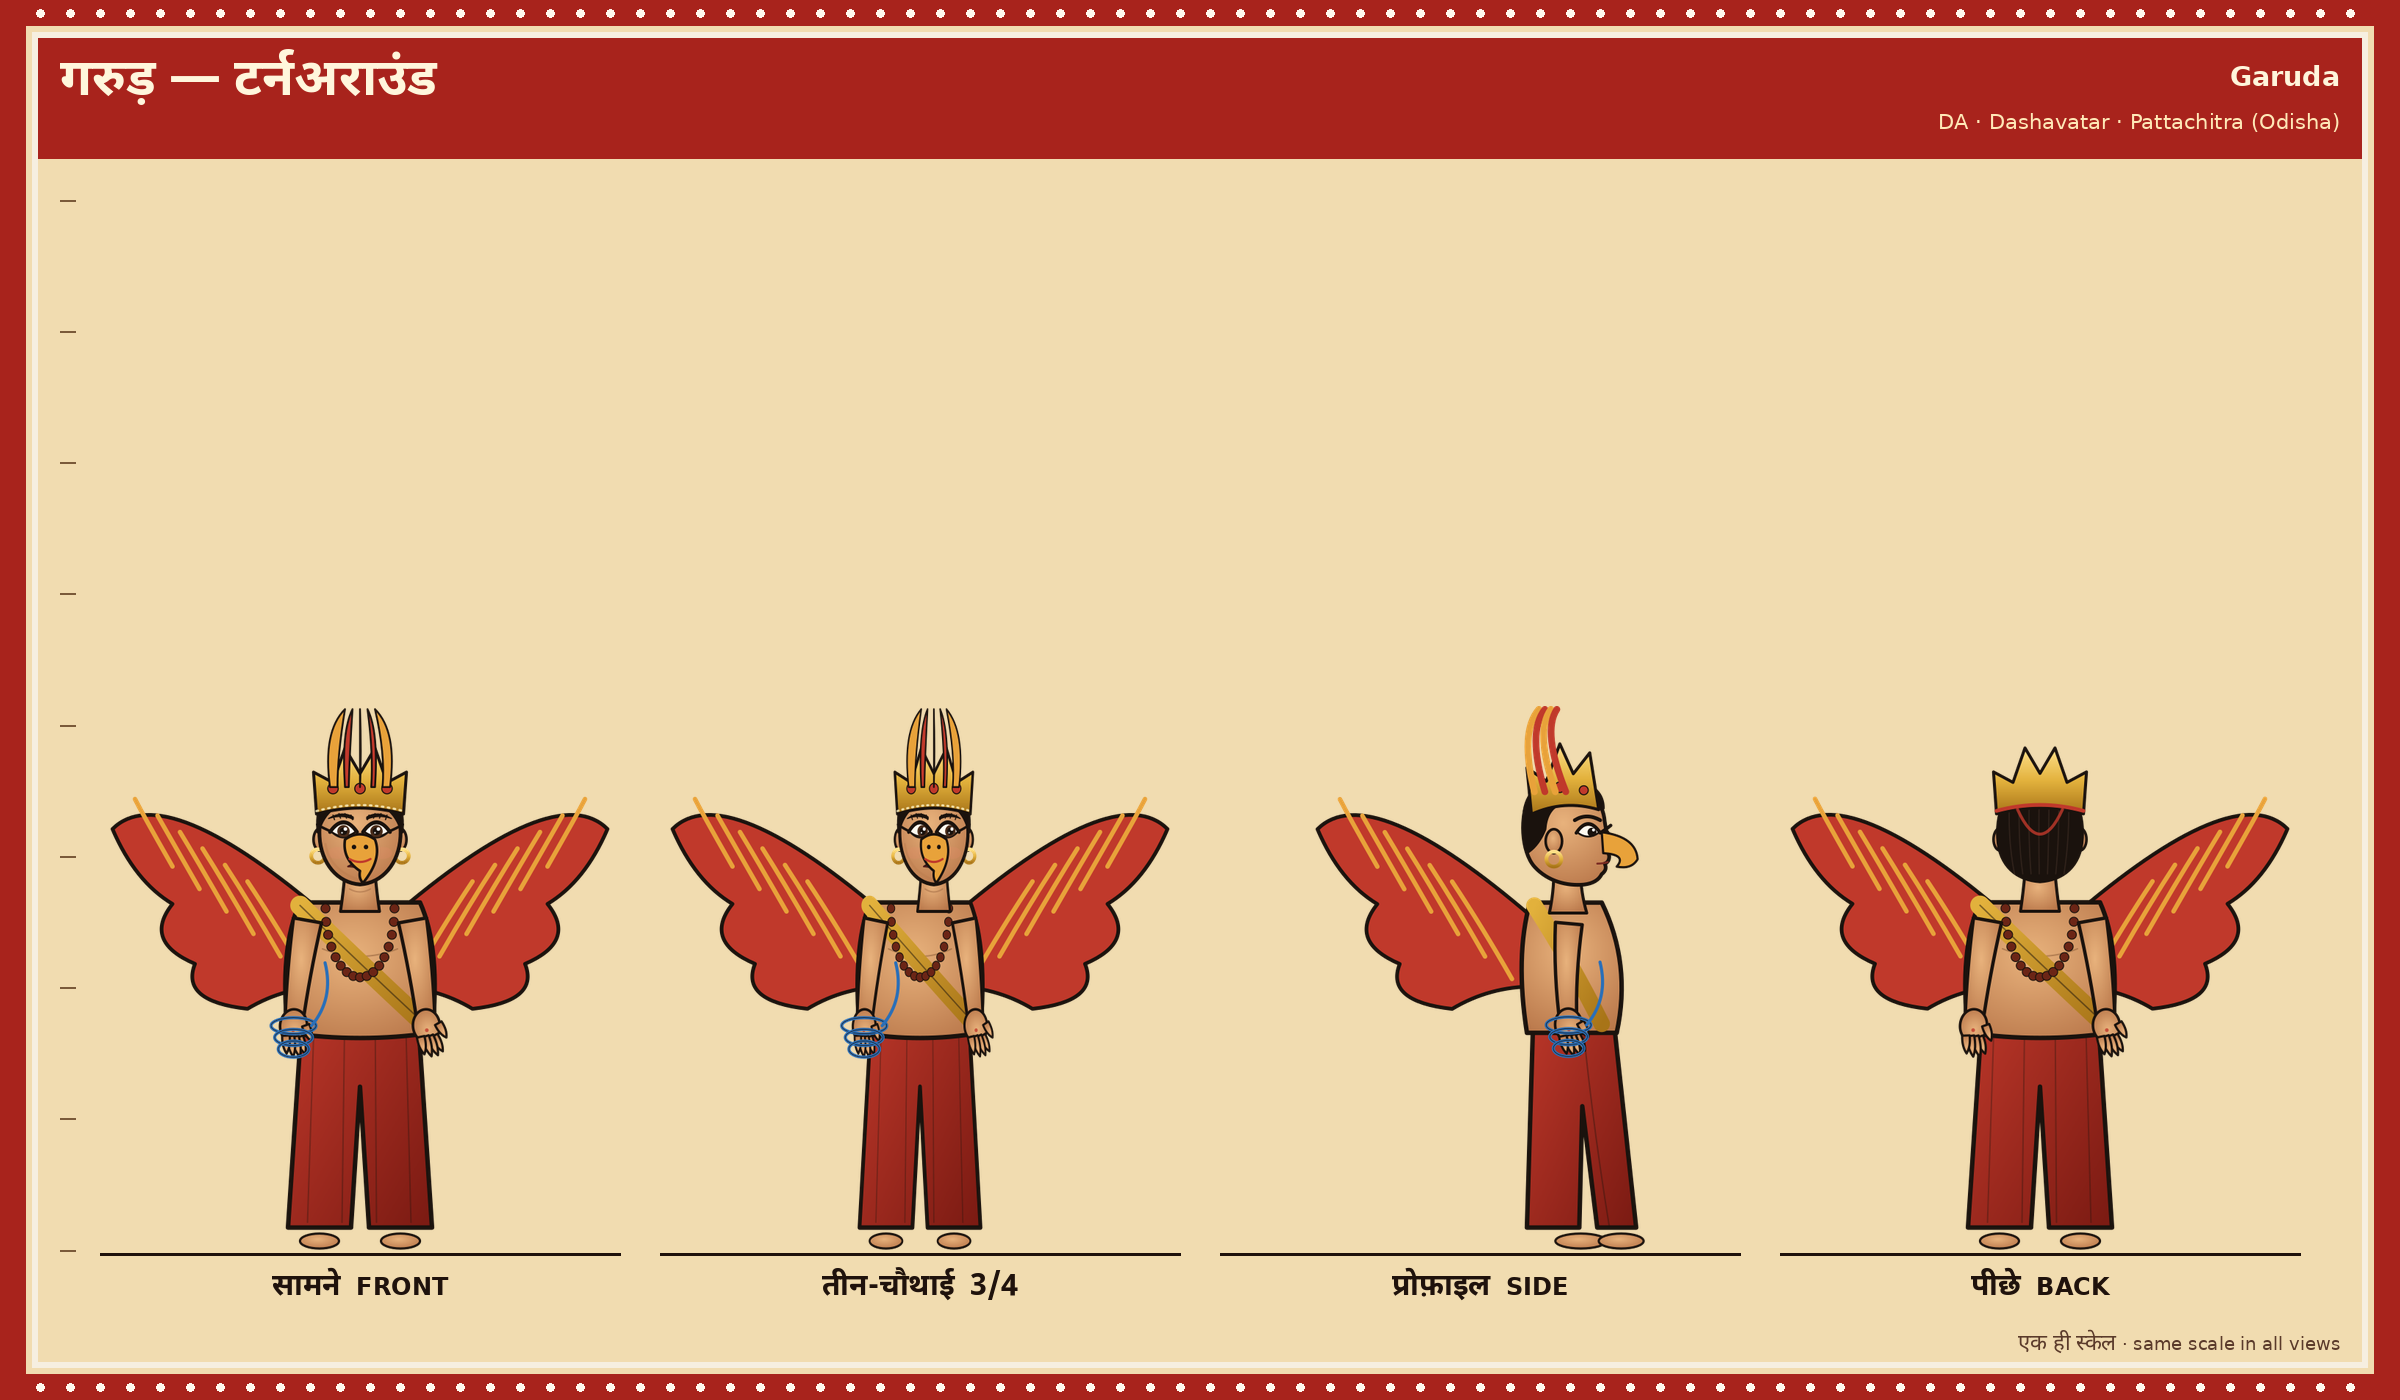 गरुड़ — टर्नअराउंड
Garuda
DA · Dashavatar · Pattachitra (Odisha)
सामने FRONT
तीन-चौथाई 3/4
प्रोफ़ाइल SIDE
पीछे BACK
एक ही स्केल · same scale in all views